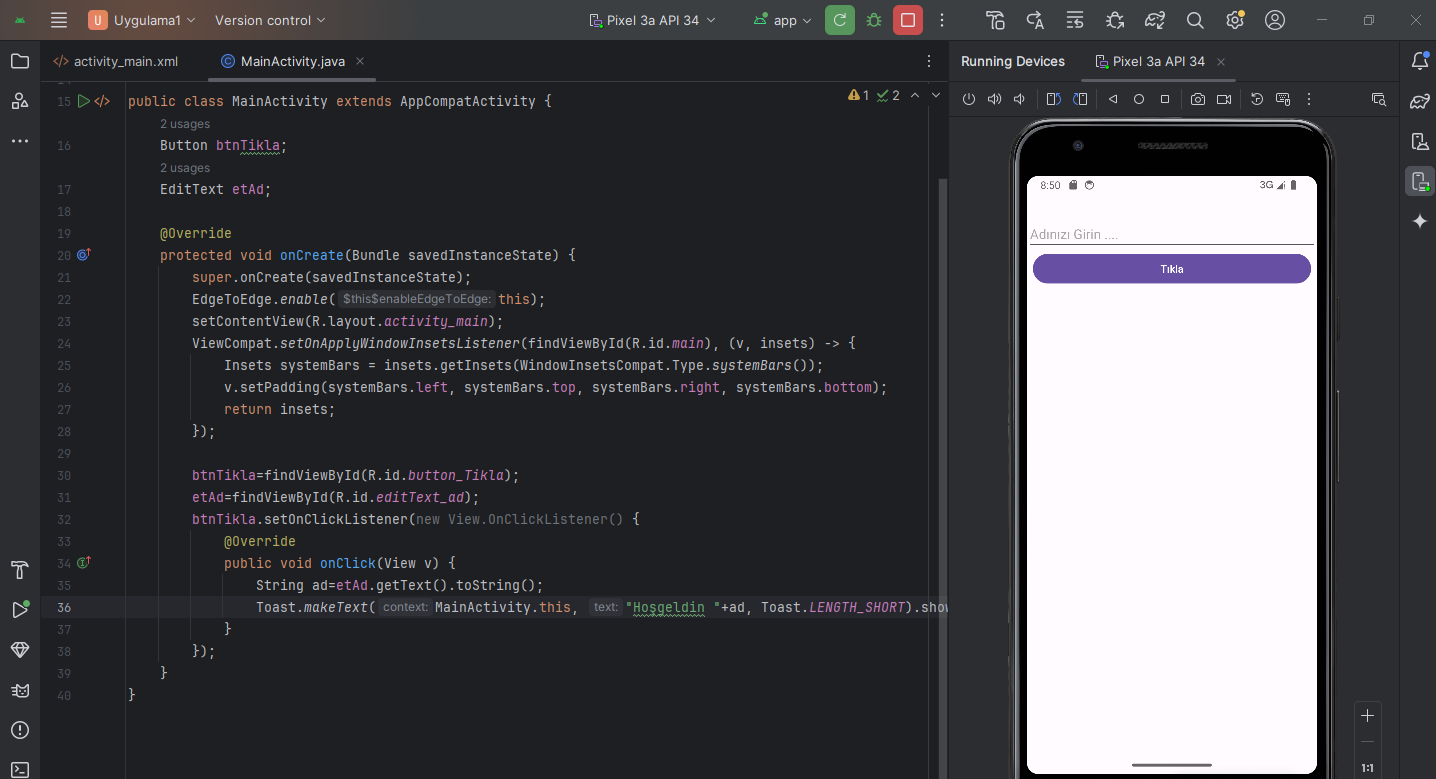 U Uygulama1 Version control Pixel 3a API 34 app
activity_main.xml MainActivity.java
Running Devices Pixel 3a API 34
15 public class MainActivity extends AppCompatActivity { 1 2
2 usages
16 Button btnTikla;
2 usages
17 EditText etAd;
18
19 @Override
20 protected void onCreate(Bundle savedInstanceState) {
21 super.onCreate(savedInstanceState);
22 EdgeToEdge.enable( $this$enableEdgeToEdge: this);
23 setContentView(R.layout.activity_main);
24 ViewCompat.setOnApplyWindowInsetsListener(findViewById(R.id.main), (v, insets) -> {
25 Insets systemBars = insets.getInsets(WindowInsetsCompat.Type.systemBars());
26 v.setPadding(systemBars.left, systemBars.top, systemBars.right, systemBars.bottom);
27 return insets;
28 });
29
30 btnTikla=findViewById(R.id.button_Tikla);
31 etAd=findViewById(R.id.editText_ad);
32 btnTikla.setOnClickListener(new View.OnClickListener() {
33 @Override
34 public void onClick(View v) {
35 String ad=etAd.getText().toString();
36 Toast.makeText( context: MainActivity.this, text: "Hoşgeldin "+ad, Toast.LENGTH_SHORT).show
37 }
38 });
39 }
40 }
8:50 3G
Adınızı Girin ....
Tıkla
1:1